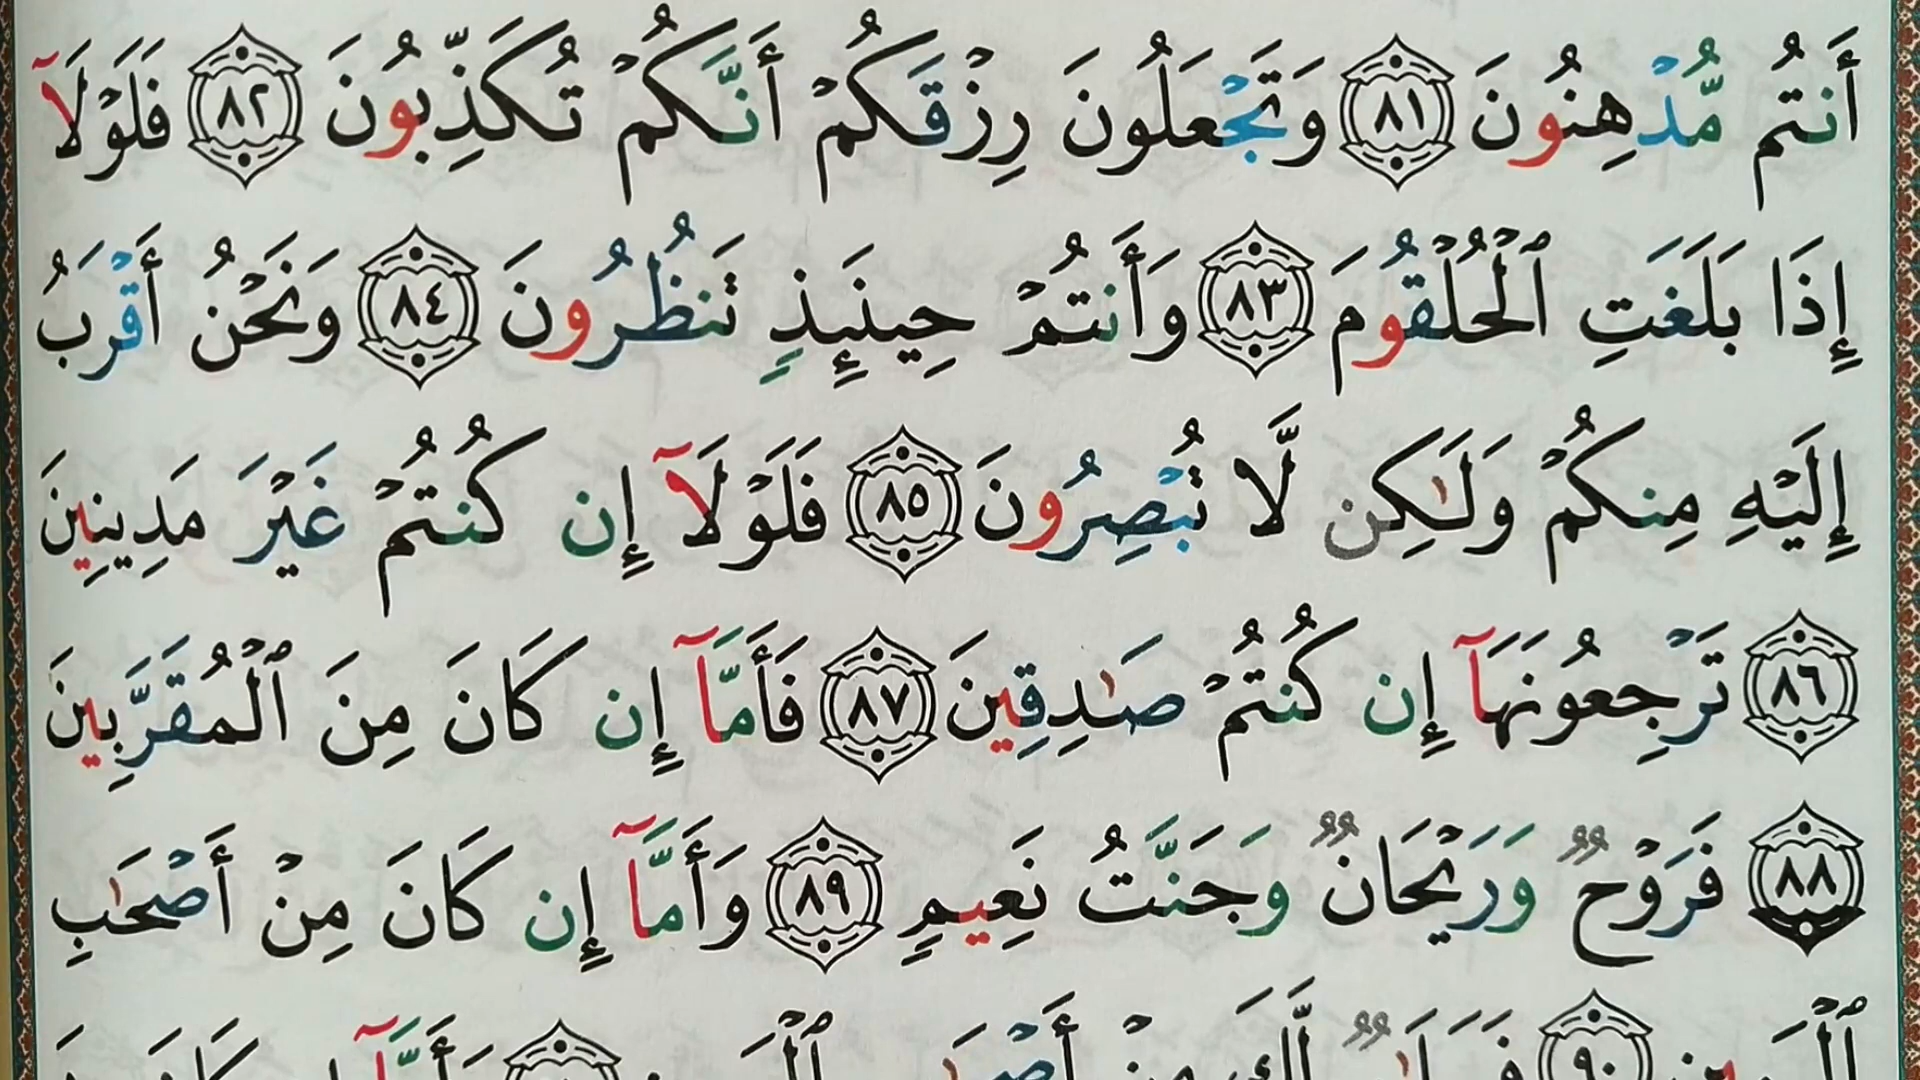 أَنتُم مُّدْهِنُونَ ٨١ وَتَجْعَلُونَ رِزْقَكُمْ أَنَّكُمْ تُكَذِّبُونَ ٨٢ فَلَوْلَآ
إِذَا بَلَغَتِ ٱلْحُلْقُومَ ٨٣ وَأَنتُمْ حِينَئِذٍ تَنظُرُونَ ٨٤ وَنَحْنُ أَقْرَبُ
إِلَيْهِ مِنكُمْ وَلَـٰكِن لَّا تُبْصِرُونَ ٨٥ فَلَوْلَآ إِن كُنتُمْ غَيْرَ مَدِينِينَ
٨٦ تَرْجِعُونَهَآ إِن كُنتُمْ صَـٰدِقِينَ ٨٧ فَأَمَّآ إِن كَانَ مِنَ ٱلْمُقَرَّبِينَ
٨٨ فَرَوْحٌ وَرَيْحَانٌ وَجَنَّتُ نَعِيمٍ ٨٩ وَأَمَّآ إِن كَانَ مِنْ أَصْحَـٰبِ
٩٠